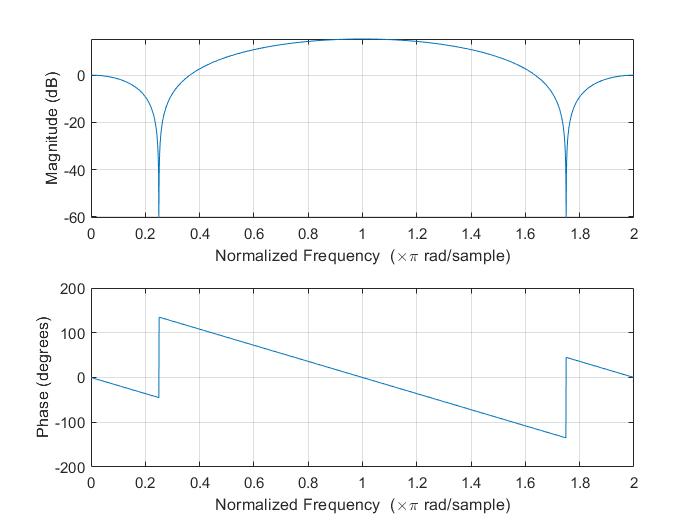 Magnitude (dB)
0
-20
-40
-60
0 0.2 0.4 0.6 0.8 1 1.2 1.4 1.6 1.8 2
Normalized Frequency (×π rad/sample)
Phase (degrees)
200
100
0
-100
-200
0 0.2 0.4 0.6 0.8 1 1.2 1.4 1.6 1.8 2
Normalized Frequency (×π rad/sample)